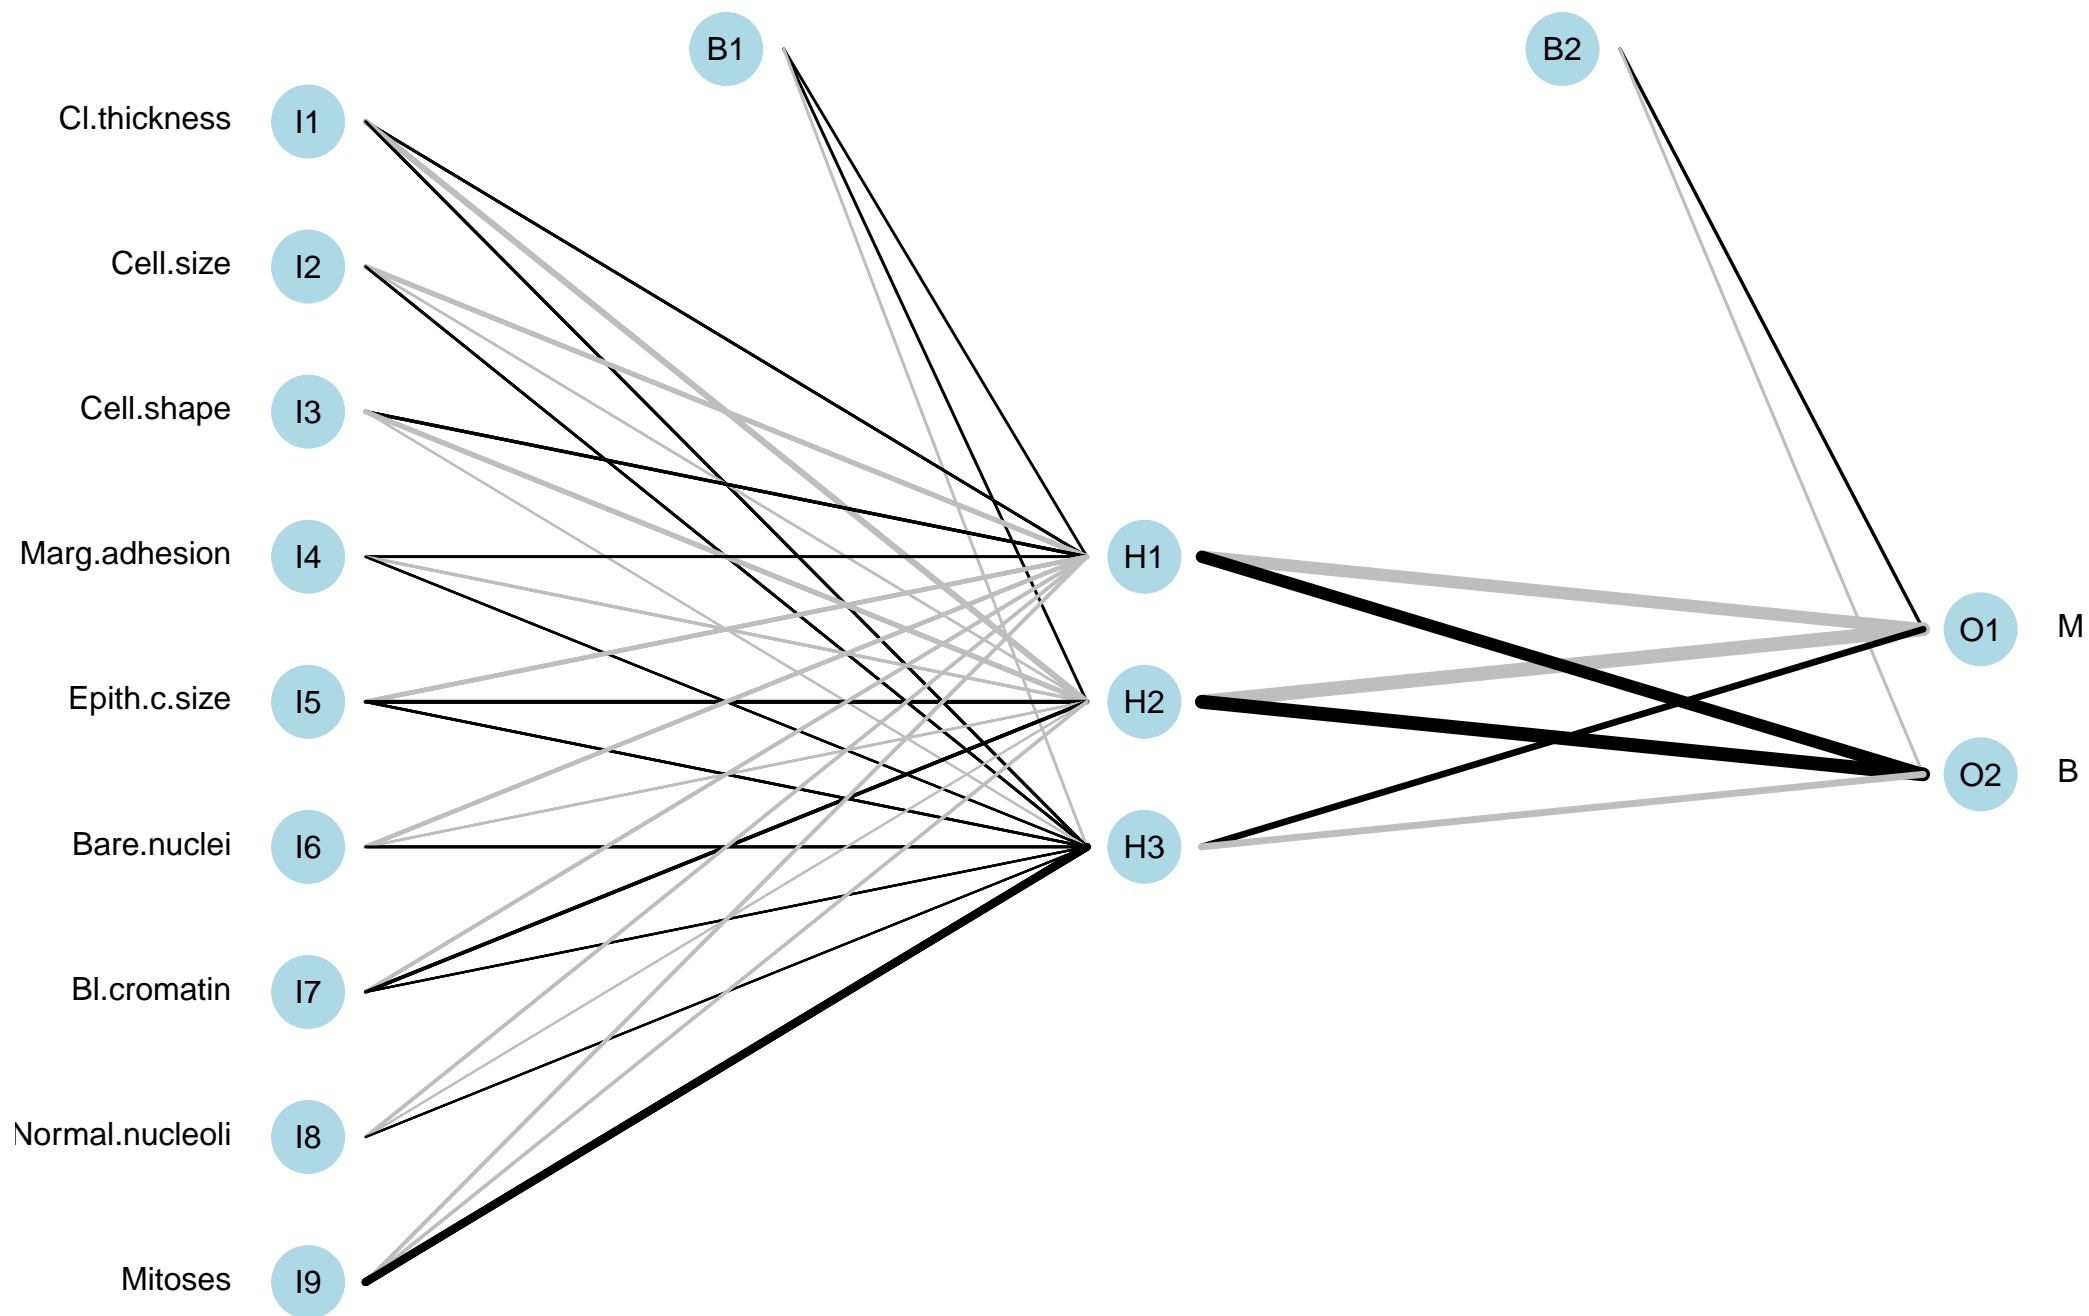 B1
B2
Cl.thickness I1
Cell.size I2
Cell.shape I3
Marg.adhesion I4 H1
O1 M
Epith.c.size I5 H2
O2 B
Bare.nuclei I6 H3
Bl.cromatin I7
Normal.nucleoli I8
Mitoses I9